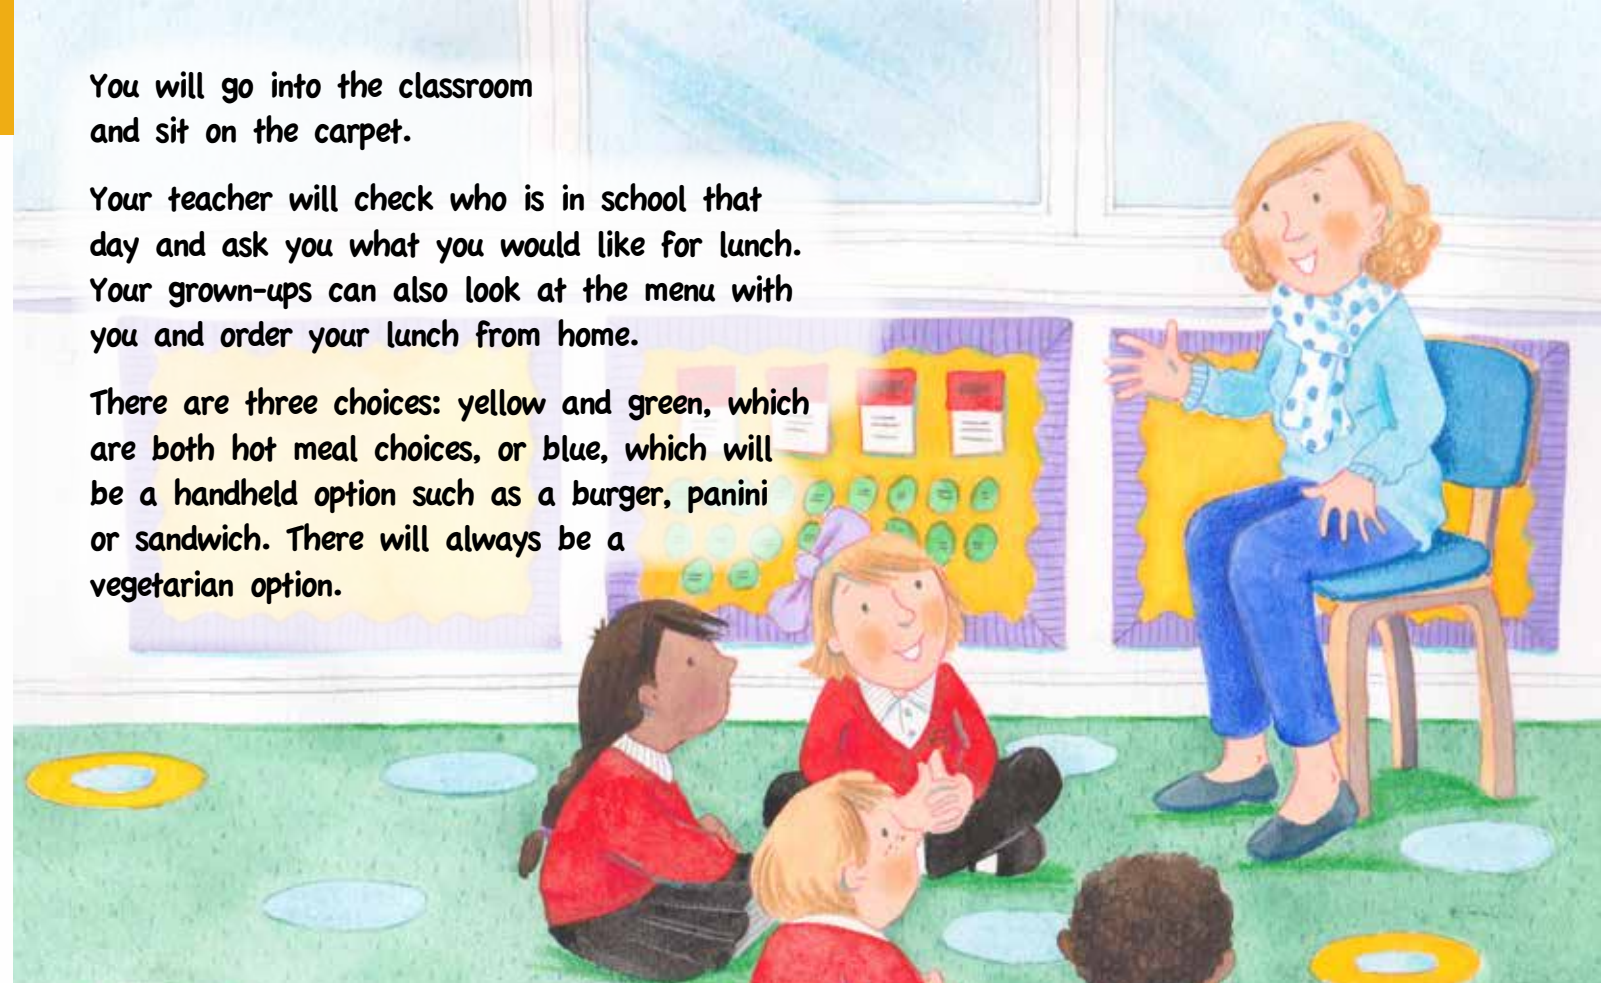 You will go into the classroom
and sit on the carpet.
Your teacher will check who is in school that
day and ask you what you would like for lunch.
Your grown-ups can also look at the menu with
you and order your lunch from home.
There are three choices: yellow and green, which
are both hot meal choices, or blue, which will
be a handheld option such as a burger, panini
or sandwich. There will always be a
vegetarian option.